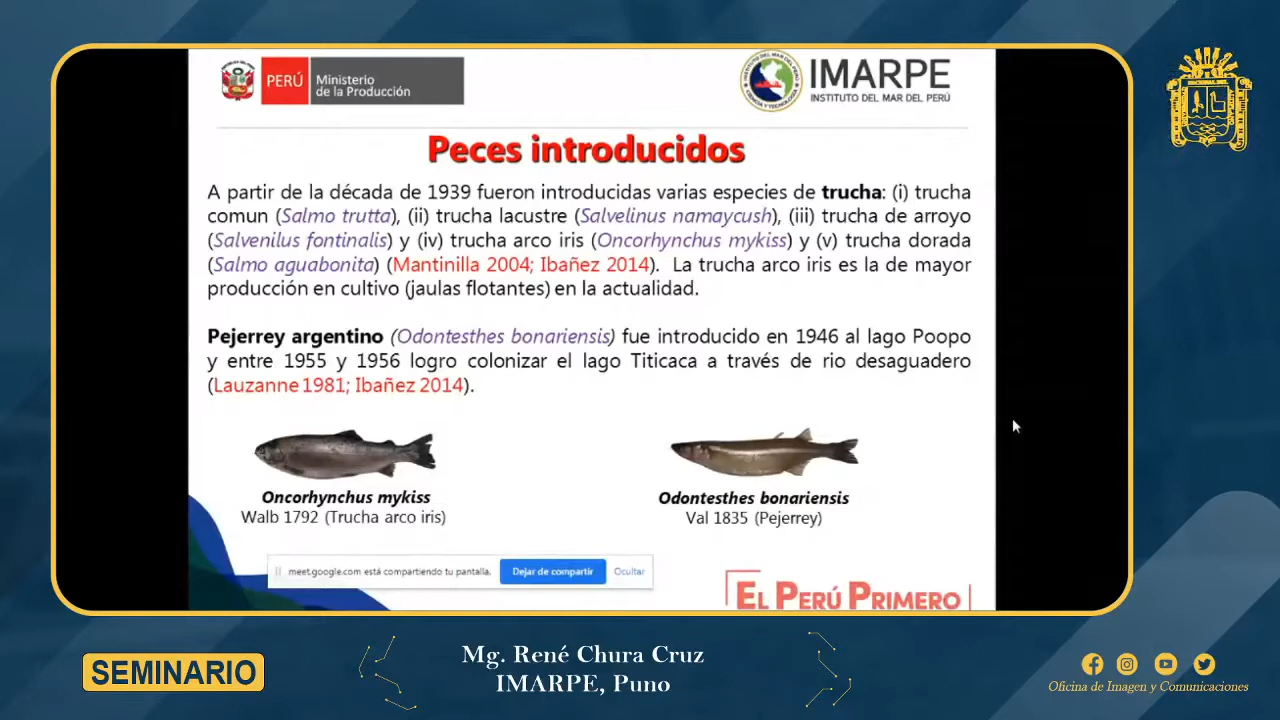 PERÚ
Ministerio
de la Producción
IMARPE
INSTITUTO DEL MAR DEL PERÚ
Peces introducidos
A partir de la década de 1939 fueron introducidas varias especies de trucha: (i) trucha
comun (Salmo trutta), (ii) trucha lacustre (Salvelinus namaycush), (iii) trucha de arroyo
(Salvenilus fontinalis) y (iv) trucha arco iris (Oncorhynchus mykiss) y (v) trucha dorada
(Salmo aguabonita) (Mantinilla 2004; Ibañez 2014). La trucha arco iris es la de mayor
producción en cultivo (jaulas flotantes) en la actualidad.
Pejerrey argentino (Odontesthes bonariensis) fue introducido en 1946 al lago Poopo
y entre 1955 y 1956 logro colonizar el lago Titicaca a través de rio desaguadero
(Lauzanne 1981; Ibañez 2014).
Oncorhynchus mykiss
Walb 1792 (Trucha arco iris)
Odontesthes bonariensis
Val 1835 (Pejerrey)
meet.google.com está compartiendo tu pantalla.
Dejar de compartir
Ocultar
EL PERÚ PRIMERO
SEMINARIO
Mg. René Chura Cruz
IMARPE, Puno
Oficina de Imagen y Comunicaciones